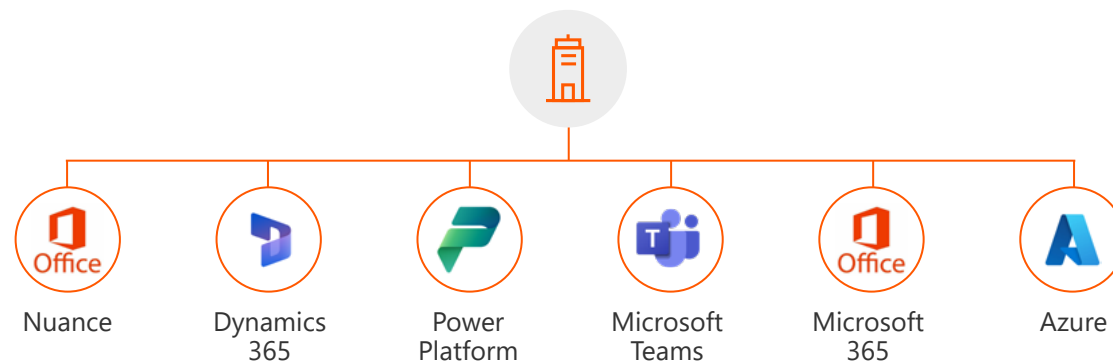 T
Office
Office
Nuance
Dynamics
365
Power
Platform
Microsoft
Teams
Microsoft
365
Azure